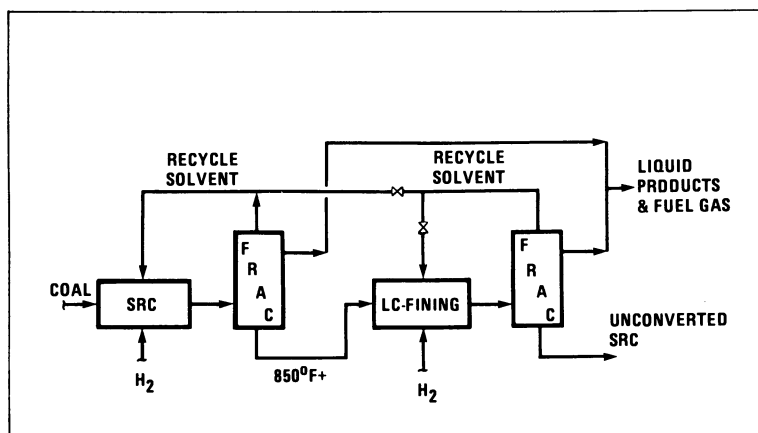 RECYCLE
SOLVENT
RECYCLE
SOLVENT
LIQUID
PRODUCTS
& FUEL GAS
COAL
SRC
F
R
A
C
LC-FINING
F
R
A
C
UNCONVERTED
SRC
H2
850°F+
H2